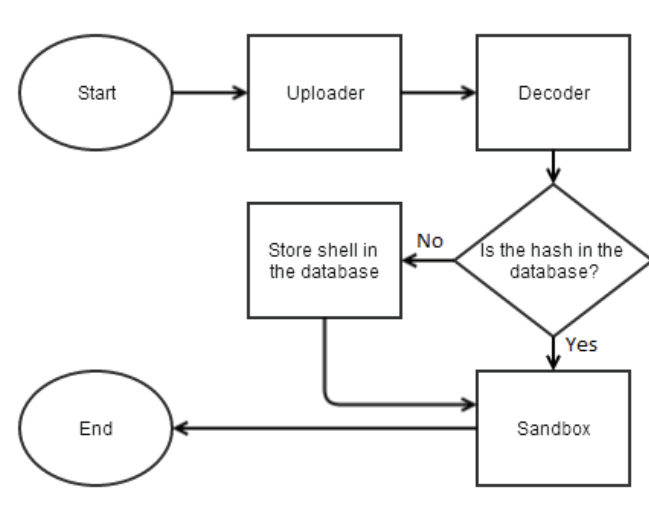 Start
Uploader
Decoder
Store shell in
the database
No
Is the hash in the
database?
Yes
End
Sandbox